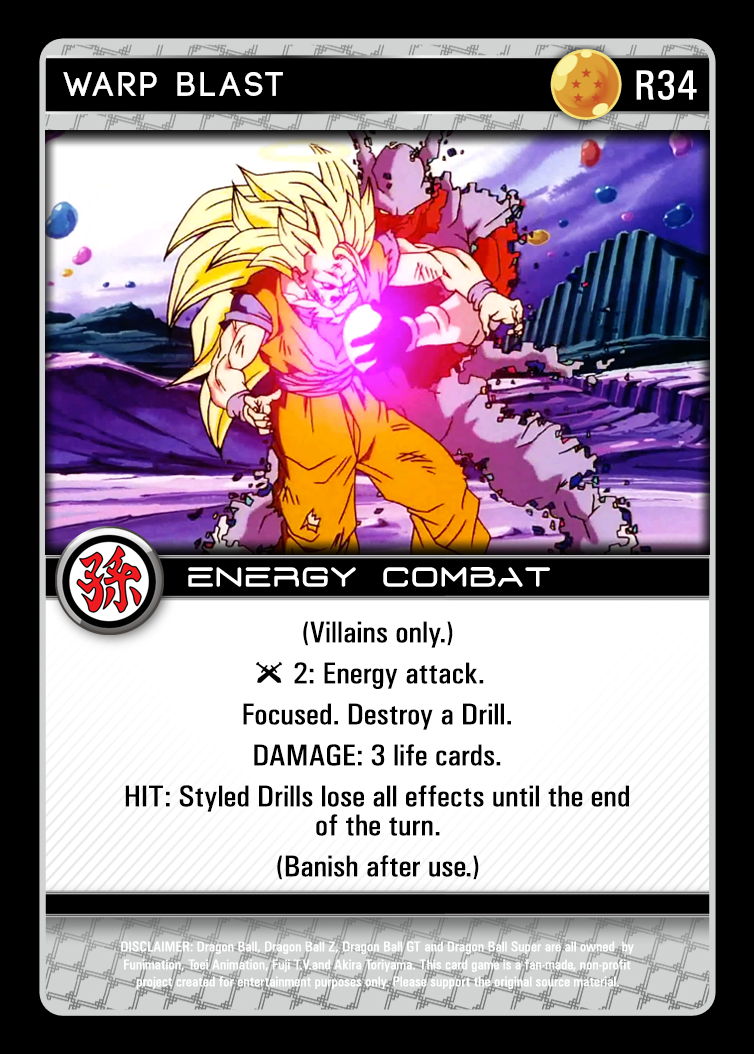 WARP BLAST
R34
孫
ENERGY COMBAT
(Villains only.)
2: Energy attack.
Focused. Destroy a Drill.
DAMAGE: 3 life cards.
HIT: Styled Drills lose all effects until the end
of the turn.
(Banish after use.)
DISCLAIMER: Dragon Ball, Dragon Ball Z, Dragon Ball GT and Dragon Ball Super are all owned by
Funimation, Toei Animation, Fuji T.V.and Akira Toriyama. This card game is a fan-made, non-profit
project created for entertainment purposes only. Please support the original source material.